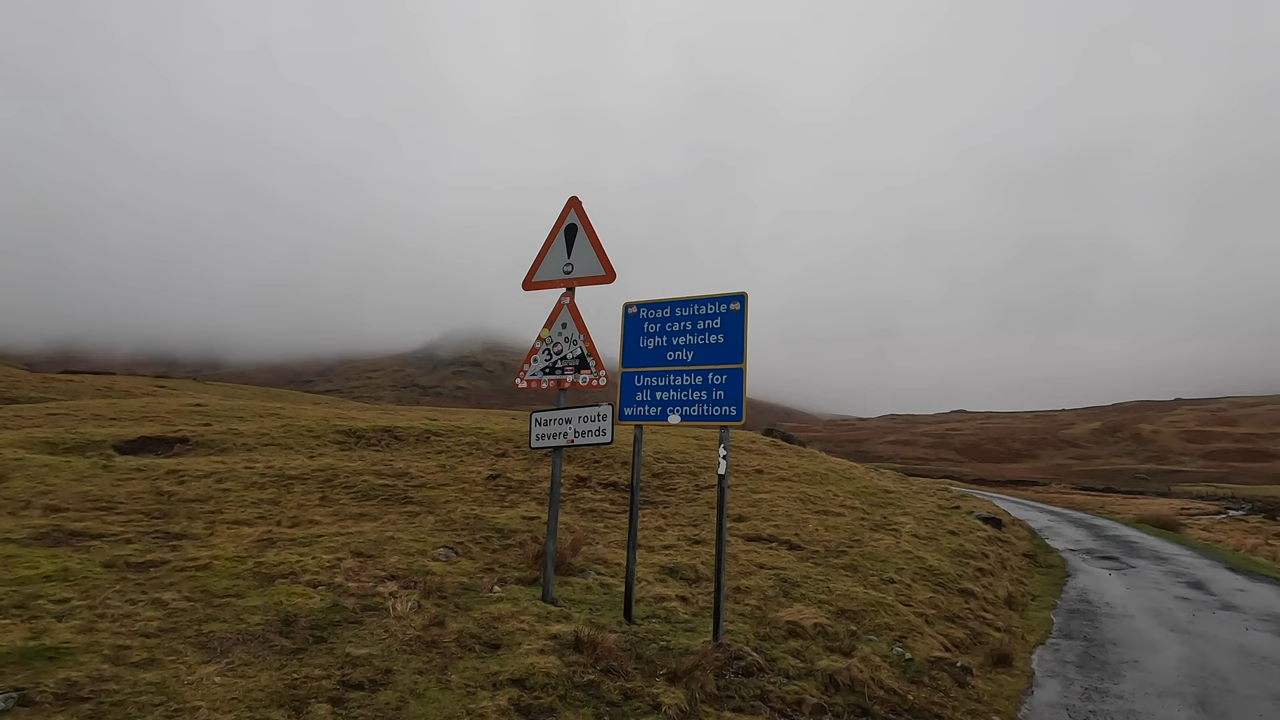 30%
Narrow route
severe bends
Road suitable
for cars and
light vehicles
only
Unsuitable for
all vehicles in
winter conditions